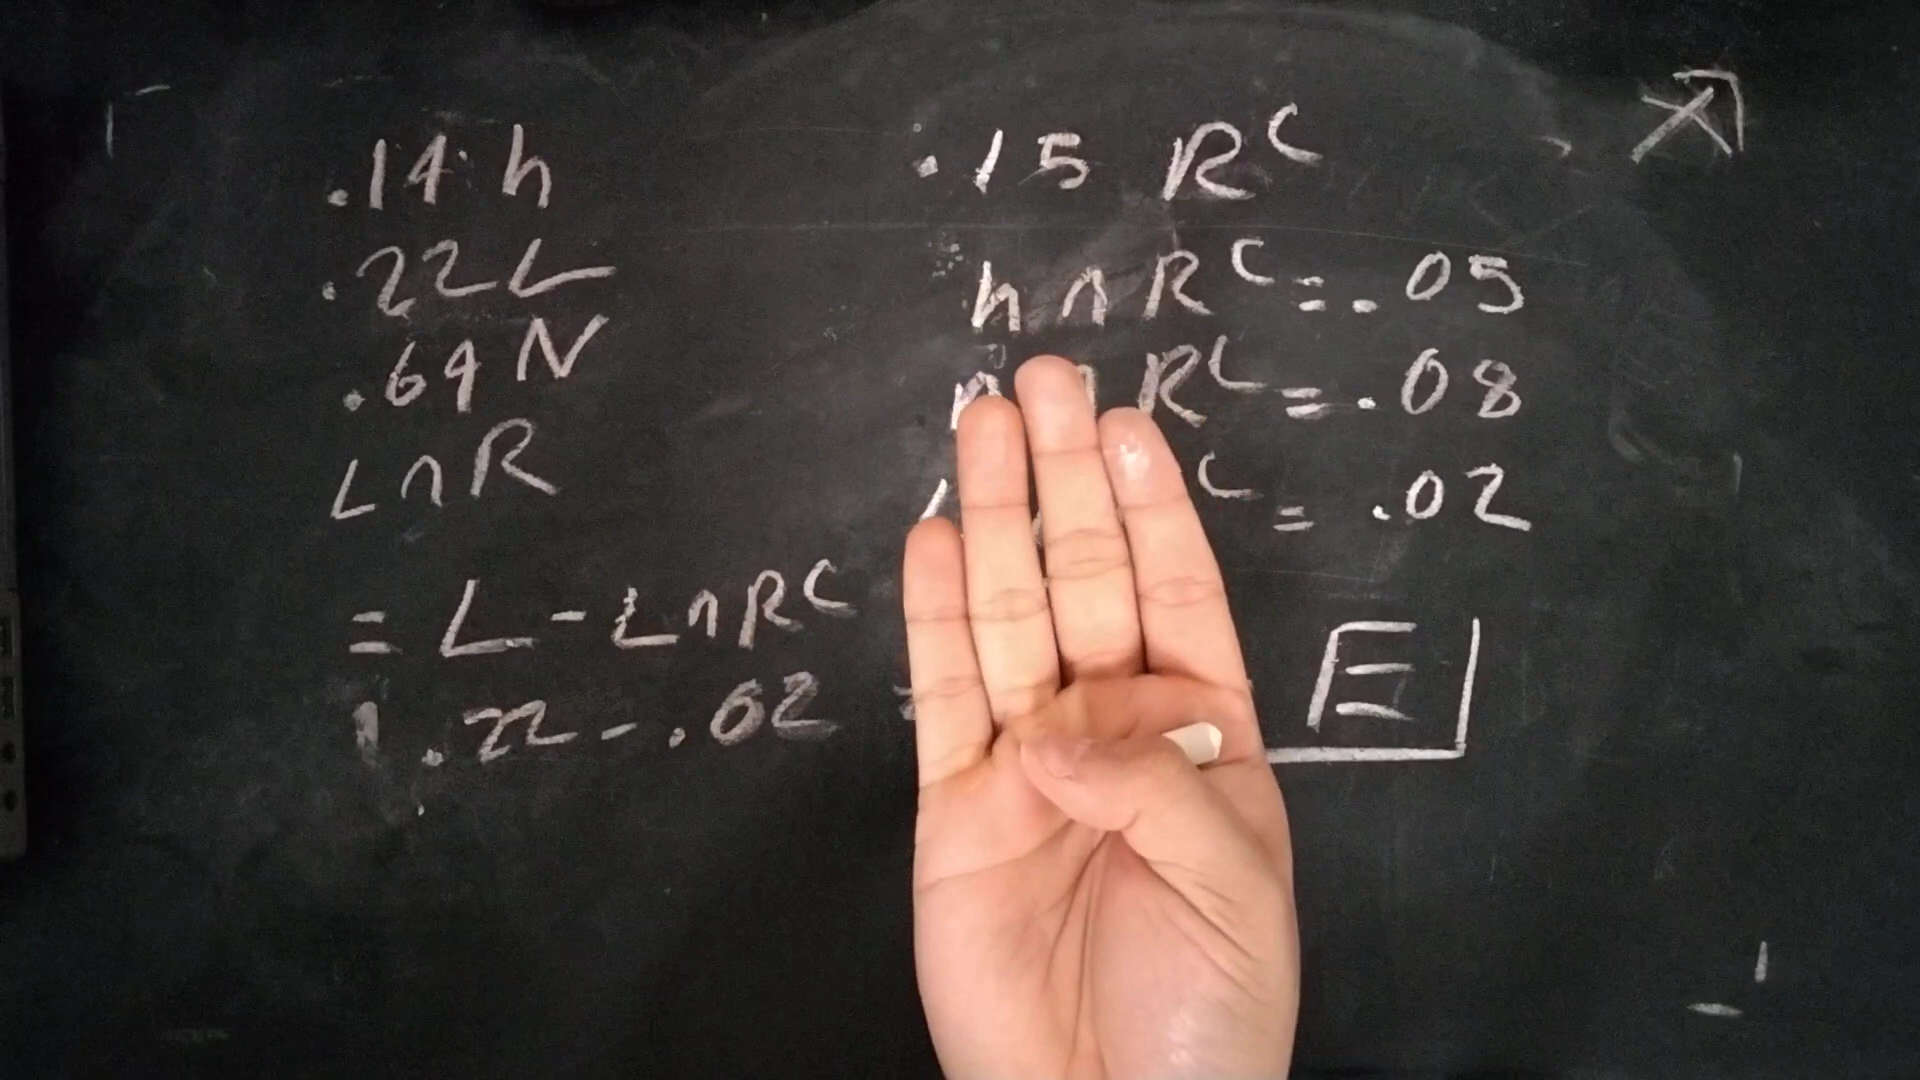 .14 h
.22 L
.64 N
L∩R
= L - L∩R^C
.22 - .02
.15 R^C
h∩R^C = .05
R^C = .08
C = .02
E